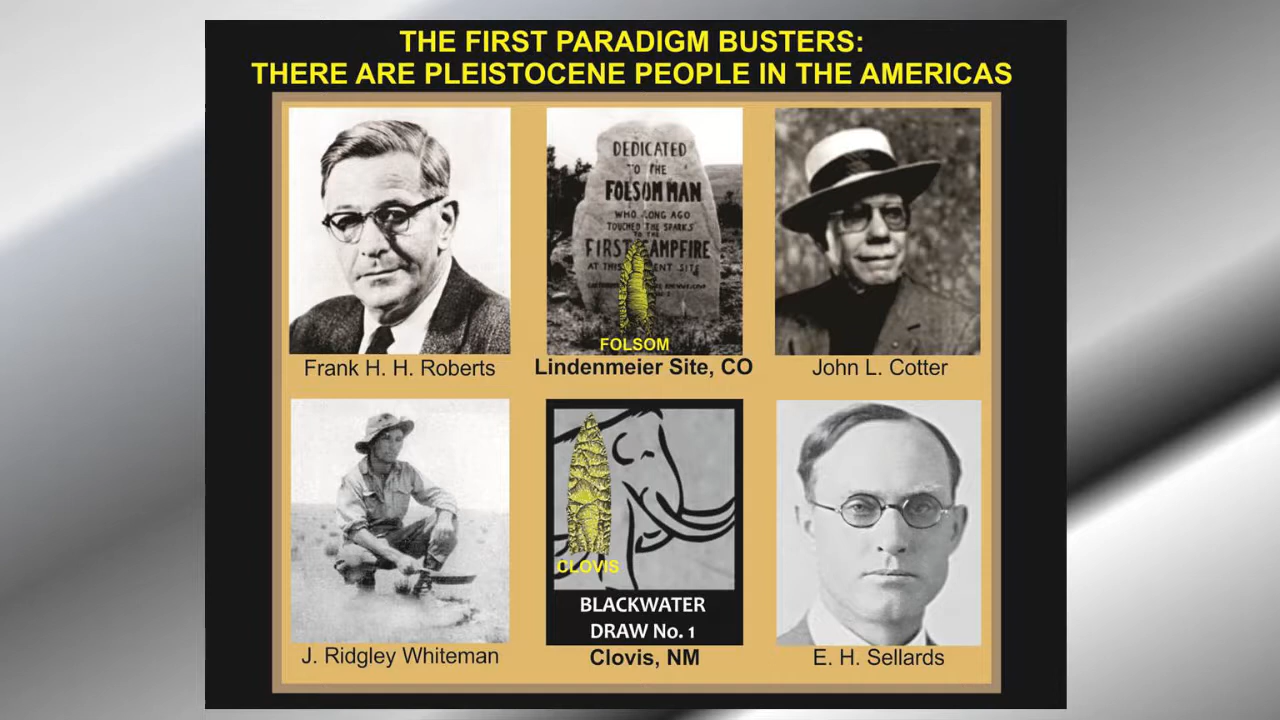 THE FIRST PARADIGM BUSTERS:
THERE ARE PLEISTOCENE PEOPLE IN THE AMERICAS
DEDICATED
TO THE
FOLSOM MAN
WHO LONG AGO
TOUCHED THE SPARKS
TO THE
FIRST CAMPFIRE
AT THIS ENT SITE
FOLSOM
Frank H. H. Roberts
Lindenmeier Site, CO
John L. Cotter
CLOVIS
BLACKWATER
DRAW No. 1
J. Ridgley Whiteman
Clovis, NM
E. H. Sellards